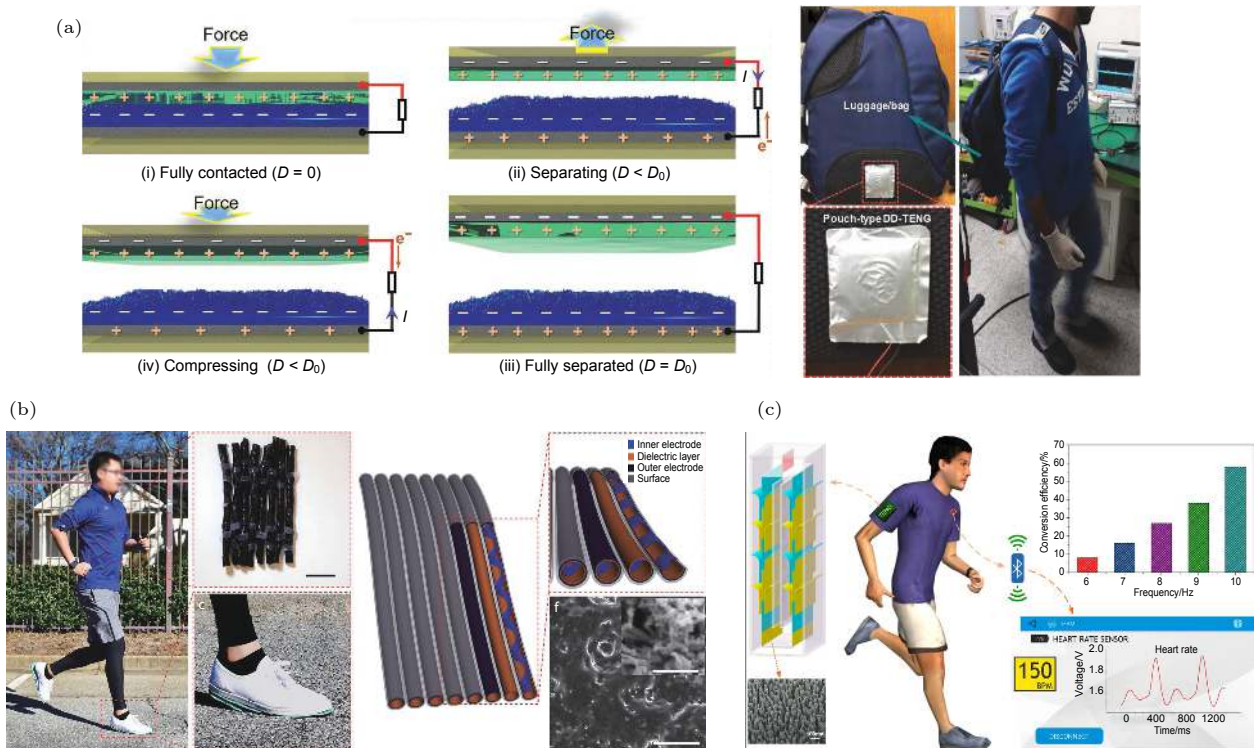 (a)
Force
Force
I
e⁻
(i) Fully contacted (D = 0)
(ii) Separating (D < D₀)
Force
e⁻
I
(iv) Compressing (D < D₀)
(iii) Fully separated (D = D₀)
Luggage/bag
Pouch-type DD-TENG
(b)
c
Inner electrode
Dielectric layer
Outer electrode
Surface
f
(c)
TENG
Conversion efficiency/%
70
60
50
40
30
20
10
0
6 7 8 9 10
Frequency/Hz
HEART RATE SENSOR
150
BPM
Heart rate
Voltage/V
2.0
1.8
1.6
0 400 800 1200
Time/ms
DISCONNECT